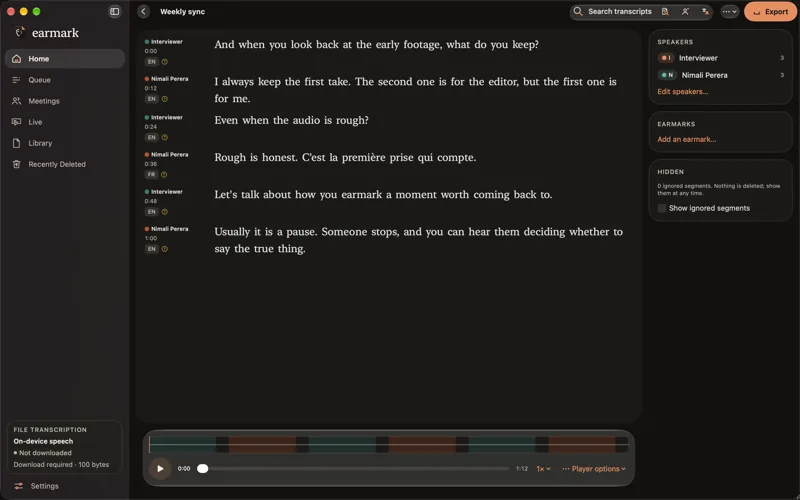 earmark
Home
Queue
Meetings
Live
Library
Recently Deleted
FILE TRANSCRIPTION
On-device speech
Not downloaded
Download required · 100 bytes
Settings
Weekly sync
Search transcripts
Export
Interviewer
0:00
EN
And when you look back at the early footage, what do you keep?
Nimali Perera
0:12
EN
I always keep the first take. The second one is for the editor, but the first one is
for me.
Interviewer
0:24
EN
Even when the audio is rough?
Nimali Perera
0:36
FR
Rough is honest. C'est la première prise qui compte.
Interviewer
0:48
EN
Let's talk about how you earmark a moment worth coming back to.
Nimali Perera
1:00
EN
Usually it is a pause. Someone stops, and you can hear them deciding whether to
say the true thing.
0:00
1:12
1×
Player options
SPEAKERS
I Interviewer 3
N Nimali Perera 3
Edit speakers...
EARMARKS
Add an earmark...
HIDDEN
0 ignored segments. Nothing is deleted; show
them at any time.
Show ignored segments